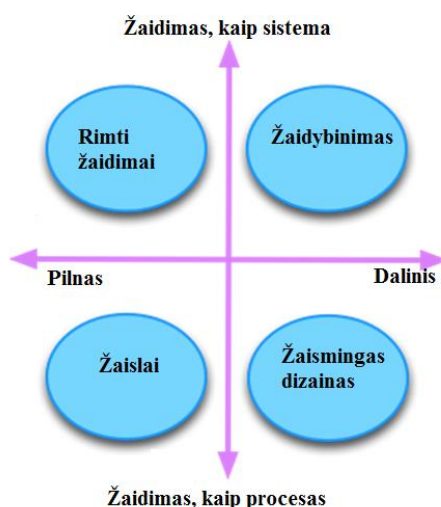 Žaidimas, kaip sistema
Rimti
žaidimai
Žaidybinimas
Pilnas
Dalinis
Žaislai
Žaismingas
dizainas
Žaidimas, kaip procesas